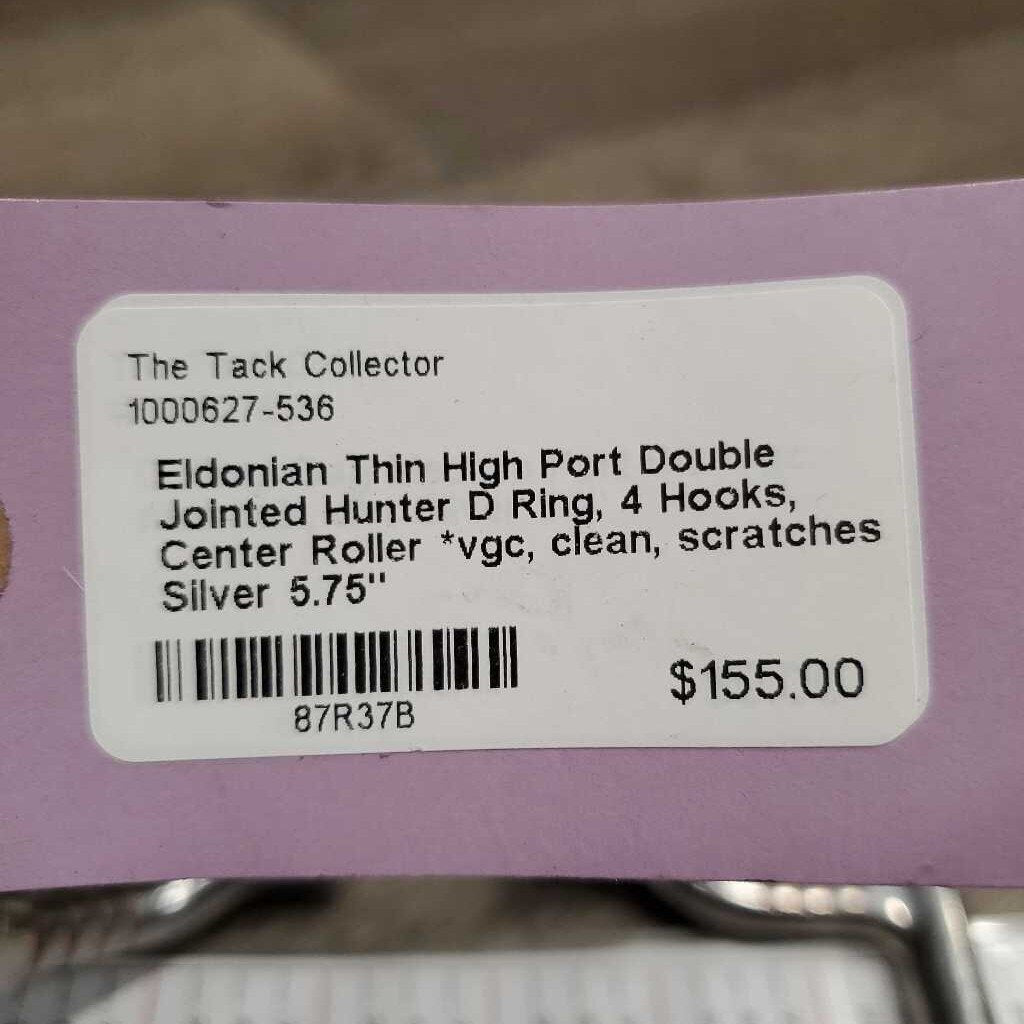 The Tack Collector
1000627-536
Eldonian Thin High Port Double
Jointed Hunter D Ring, 4 Hooks,
Center Roller *vgc, clean, scratches
Silver 5.75"
87R37B
$155.00